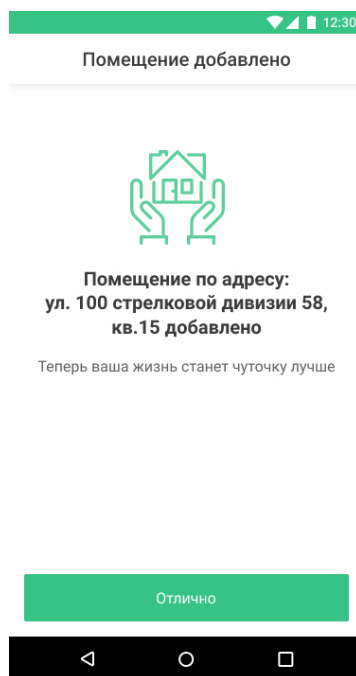 12:30
Помещение добавлено
Помещение по адресу:
ул. 100 стрелковой дивизии 58,
кв.15 добавлено
Теперь ваша жизнь станет чуточку лучше
Отлично